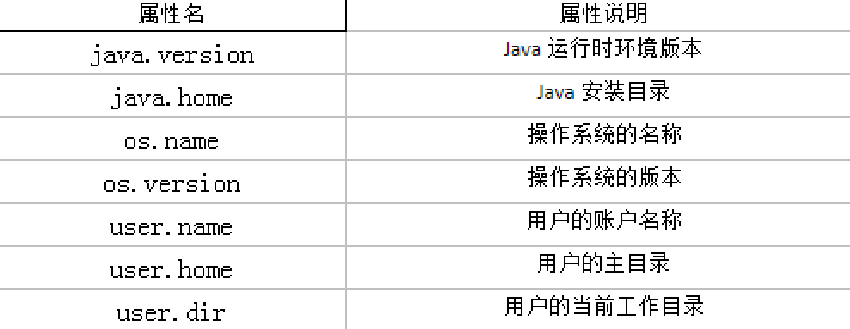 属性名 属性说明
java.version Java 运行时环境版本
java.home Java 安装目录
os.name 操作系统的名称
os.version 操作系统的版本
user.name 用户的账户名称
user.home 用户的主目录
user.dir 用户的当前工作目录